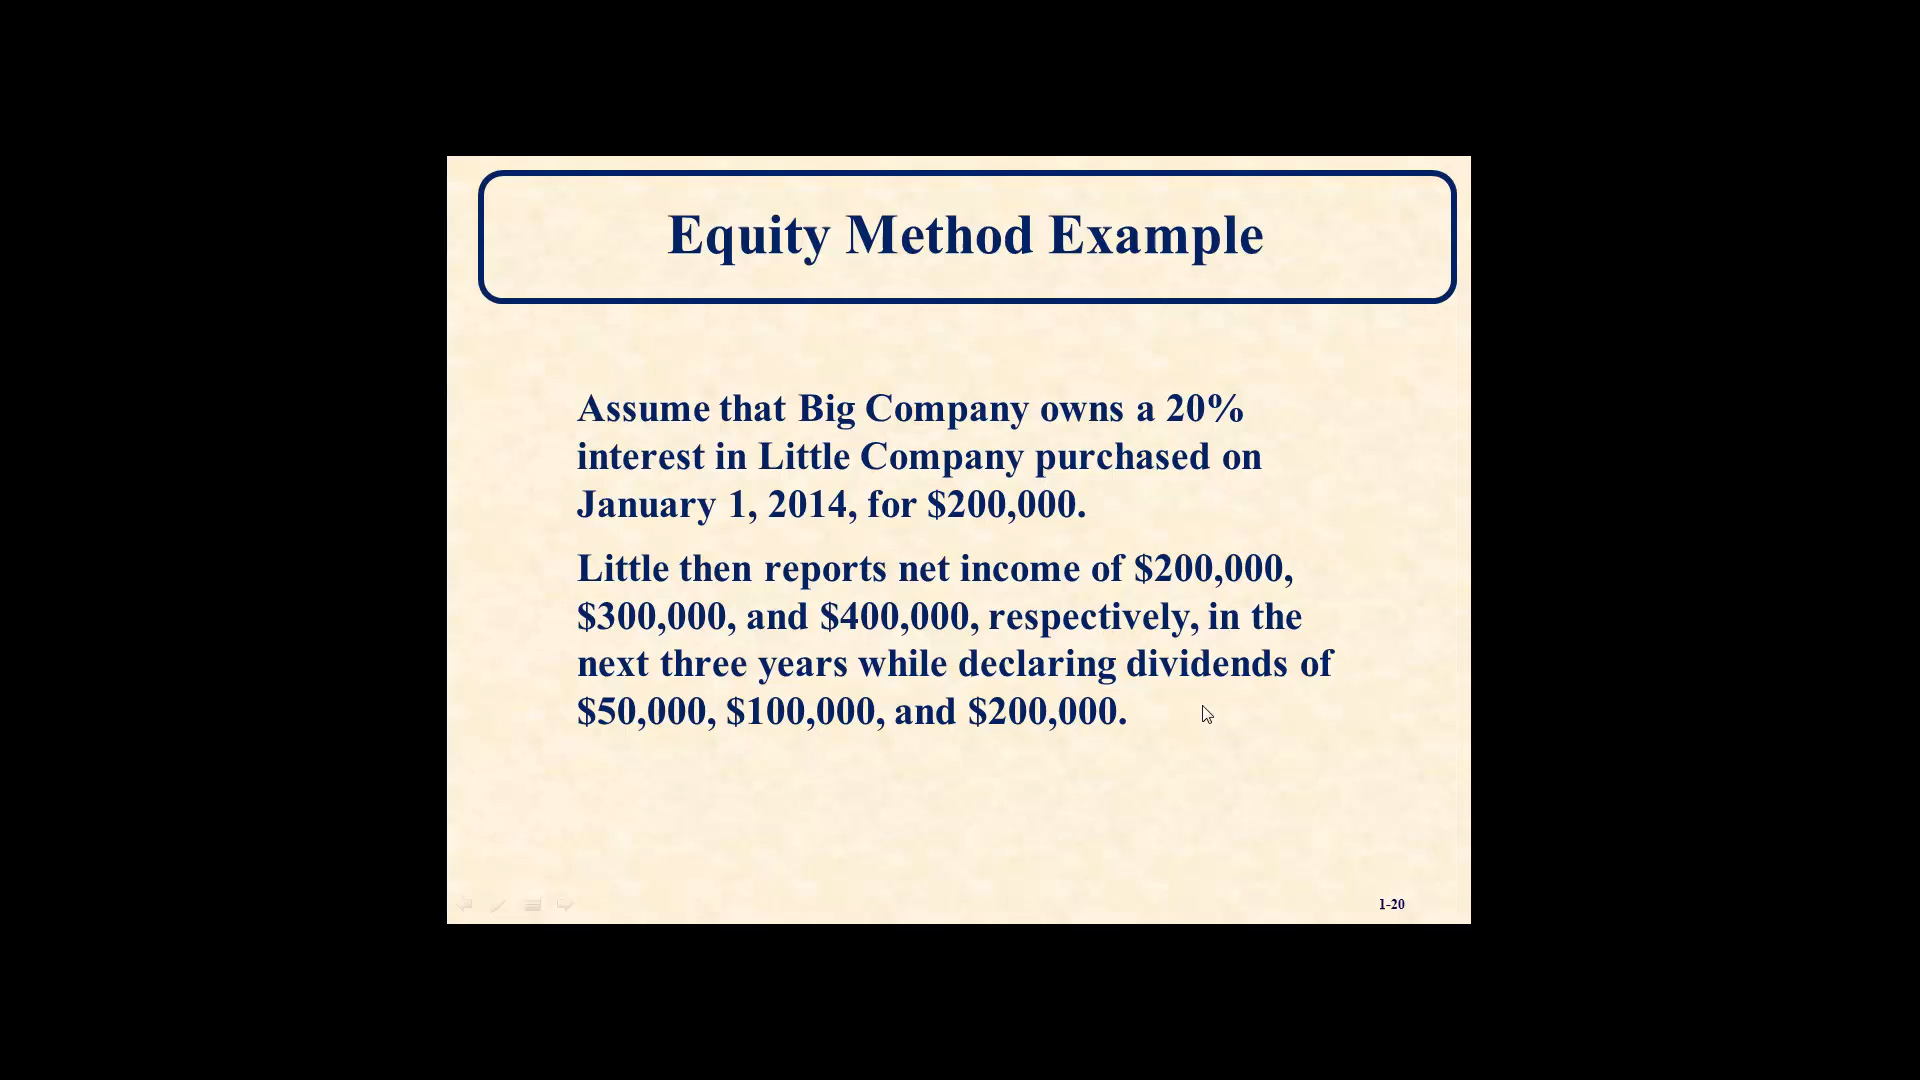 Equity Method Example
Assume that Big Company owns a 20%
interest in Little Company purchased on
January 1, 2014, for $200,000.
Little then reports net income of $200,000,
$300,000, and $400,000, respectively, in the
next three years while declaring dividends of
$50,000, $100,000, and $200,000.
1-20